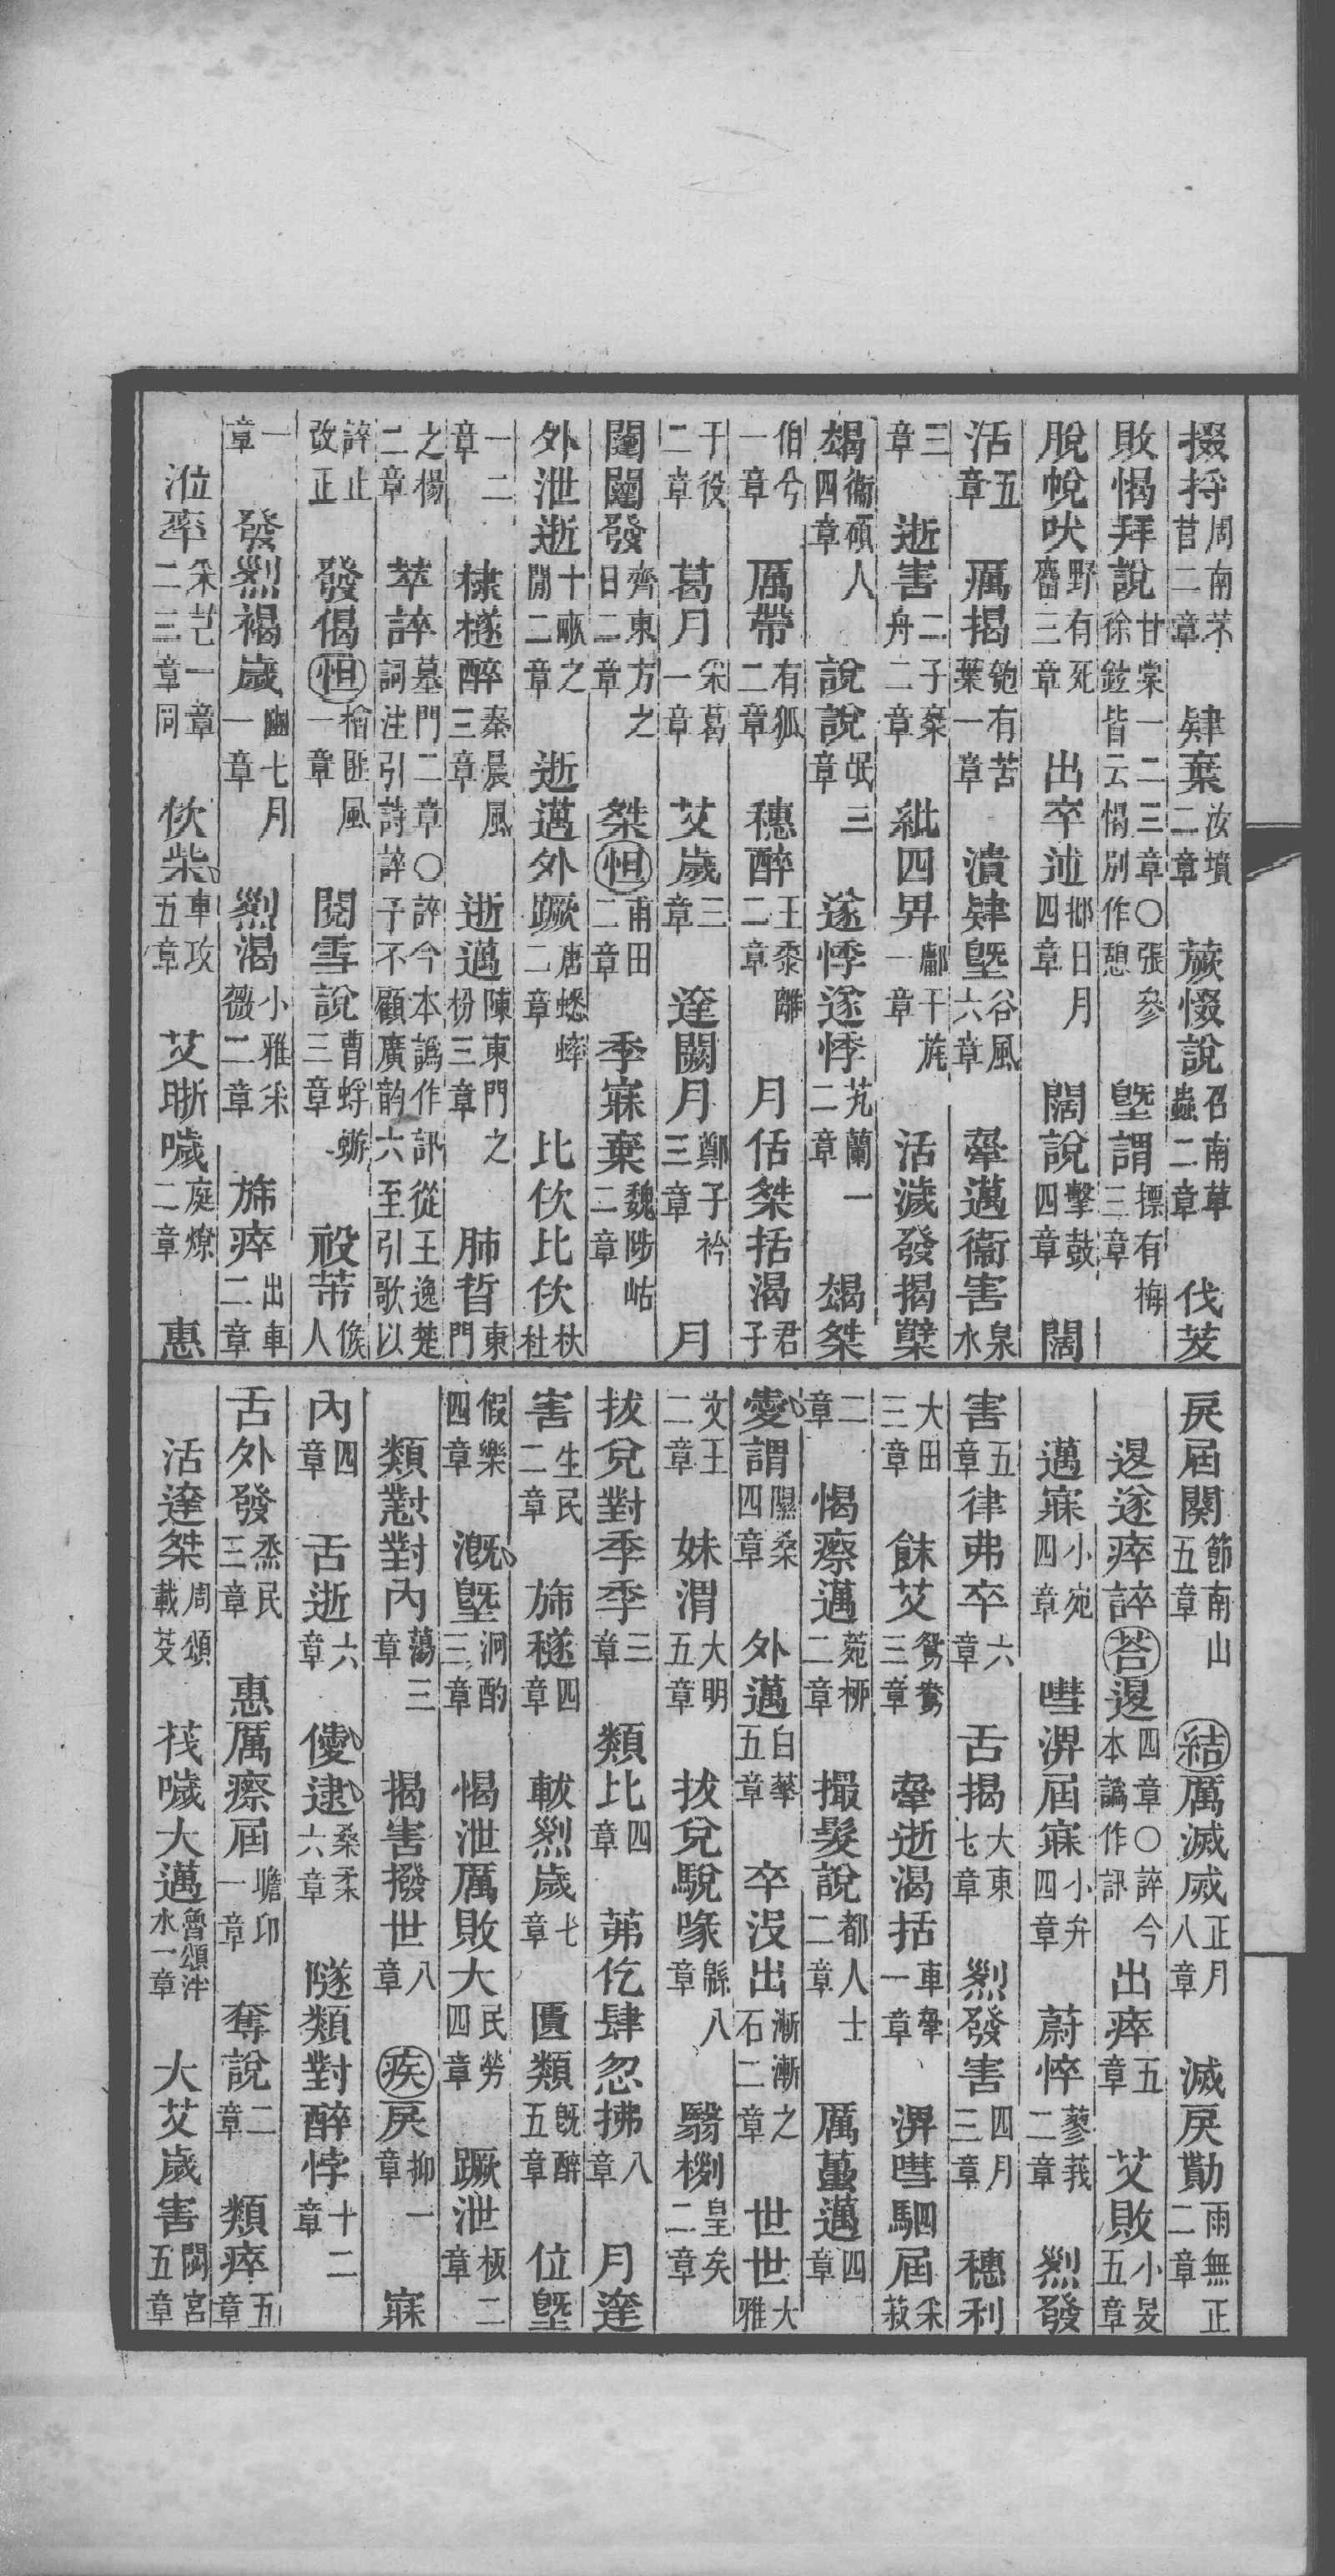 掇捋周南芣苢二章　肄棄汝墳二章　蕨惙說召南草蟲二章　伐茇
敗愒拜說甘棠一二三章○張參徐鉉皆云愒別作憩　塈謂摽有梅三章
脫帨吠野有死麕三章　出卒述邶日月四章　闊說擊鼓四章　闊
活五章　厲揭匏有苦葉一章　潰肄塈谷風六章　舝邁衞害泉水
三章　逝害二子乘舟二章　紕四畀鄘干旄一章　活濊發揭孽
朅衞碩人四章　說說氓三章　遂悸遂悸芄蘭一二章　朅桀
伯兮一章　厲帶有狐二章　穗醉王黍離二章　月佸桀括渴君子
于役二章　葛月采葛一章　艾歲三章　達闕月鄭子衿三章　月
闥闥發齊東方之日二章　桀怛甫田二章　季寐棄魏陟岵二章
外泄逝十畝之閒二章　逝邁外蹶唐蟋蟀二章　比佽比佽杕杜
一二章　棣檖醉秦晨風三章　逝邁陳東門之枌三章　肺晢東門
之楊二章　萃誶墓門二章○誶今本譌作訊從王逸楚詞注引詩誶子不顧廣韵六至引歌以
誶止改正　發偈怛檜匪風一章　閱雪說曹蜉蝣三章　祋芾候人
一章　發烈褐歲豳七月一章　烈渴小雅采薇二章　旆瘁出車二章
涖率采芑一章二三章同　佽柴車攻五章　艾晣噦庭燎二章　惠
戾屆闋節南山五章　結厲滅烕正月八章　滅戾勩雨無正二章
退遂瘁誶荅退四章○誶今本譌作訊　出瘁五章　艾敗小旻五章
邁寐小宛四章　嘒淠屆寐小弁四章　蔚悴蓼莪二章　烈發
害五章　律弗卒六章　舌揭大東七章　烈發害四月三章　穗利
大田三章　餗艾鴛鴦三章　舝逝渴括車舝一章　淠嘒駟屆采菽
二章　愒瘵邁菀柳二章　撮髮說都人士二章　厲蠆邁四章
愛謂隰桑四章　外邁白華五章　卒沒出漸漸之石二章　世世大雅
文王二章　妹渭大明五章　拔兌駾喙緜八章　翳栵皇矣二章
拔兌對季季三章　類比四章　茀仡肆忽拂八章　月達
害生民二章　旆穟四章　軷烈歲七章　匱類旣醉五章　位塈
假樂四章　溉塈泂酌三章　愒泄厲敗大民勞四章　蹶泄板二章
類懟對內蕩三章　揭害撥世八章　疾戾抑一章　寐
內四章　舌逝六章　僾逮桑柔六章　隧類對醉悖十二章
舌外發烝民三章　惠厲瘵屆瞻卬一章　奪說二章　類瘁五章
活達桀周頌載芟　茷噦大邁魯頌泮水一章　大艾歲害閟宮五章